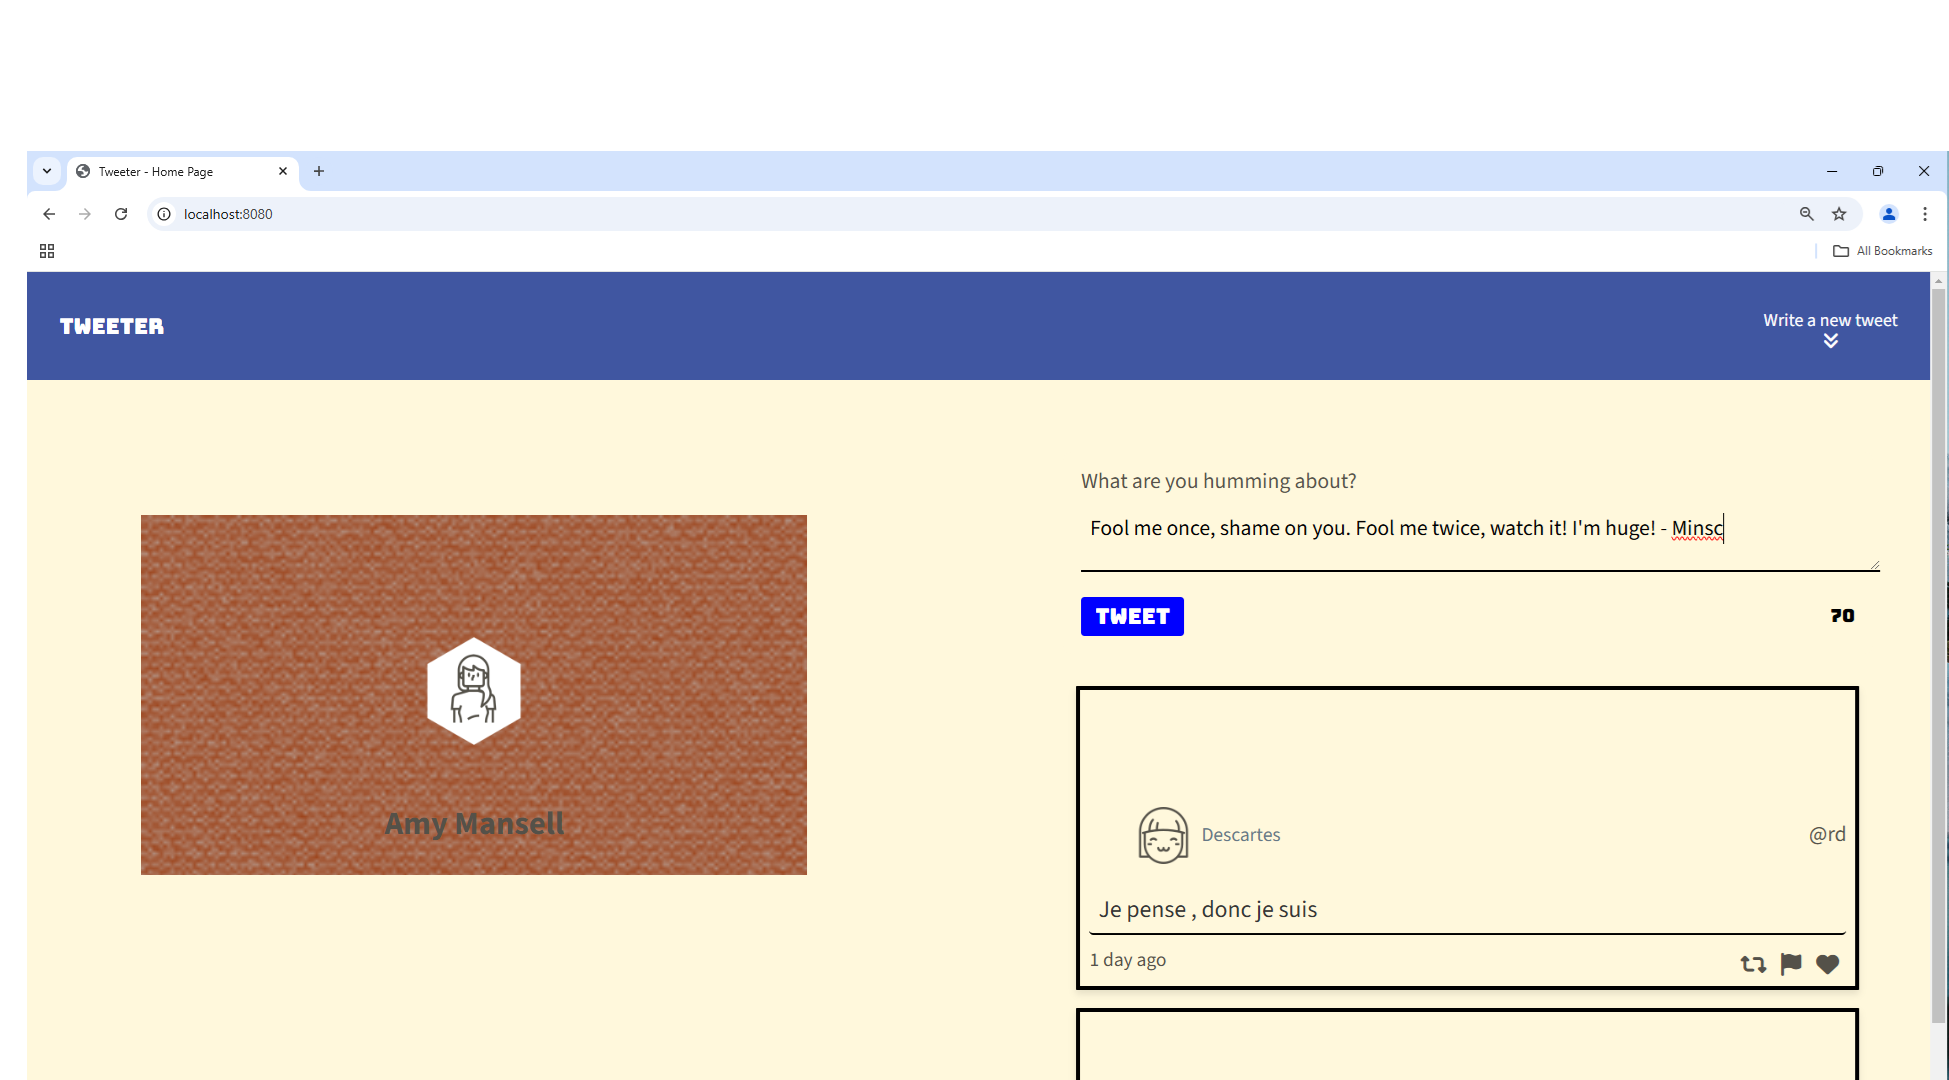 Tweeter - Home Page
localhost:8080
All Bookmarks
TWEETER
Write a new tweet
What are you humming about?
Fool me once, shame on you. Fool me twice, watch it! I'm huge! - Minsc
TWEET
70
Amy Mansell
Descartes
@rd
Je pense , donc je suis
1 day ago